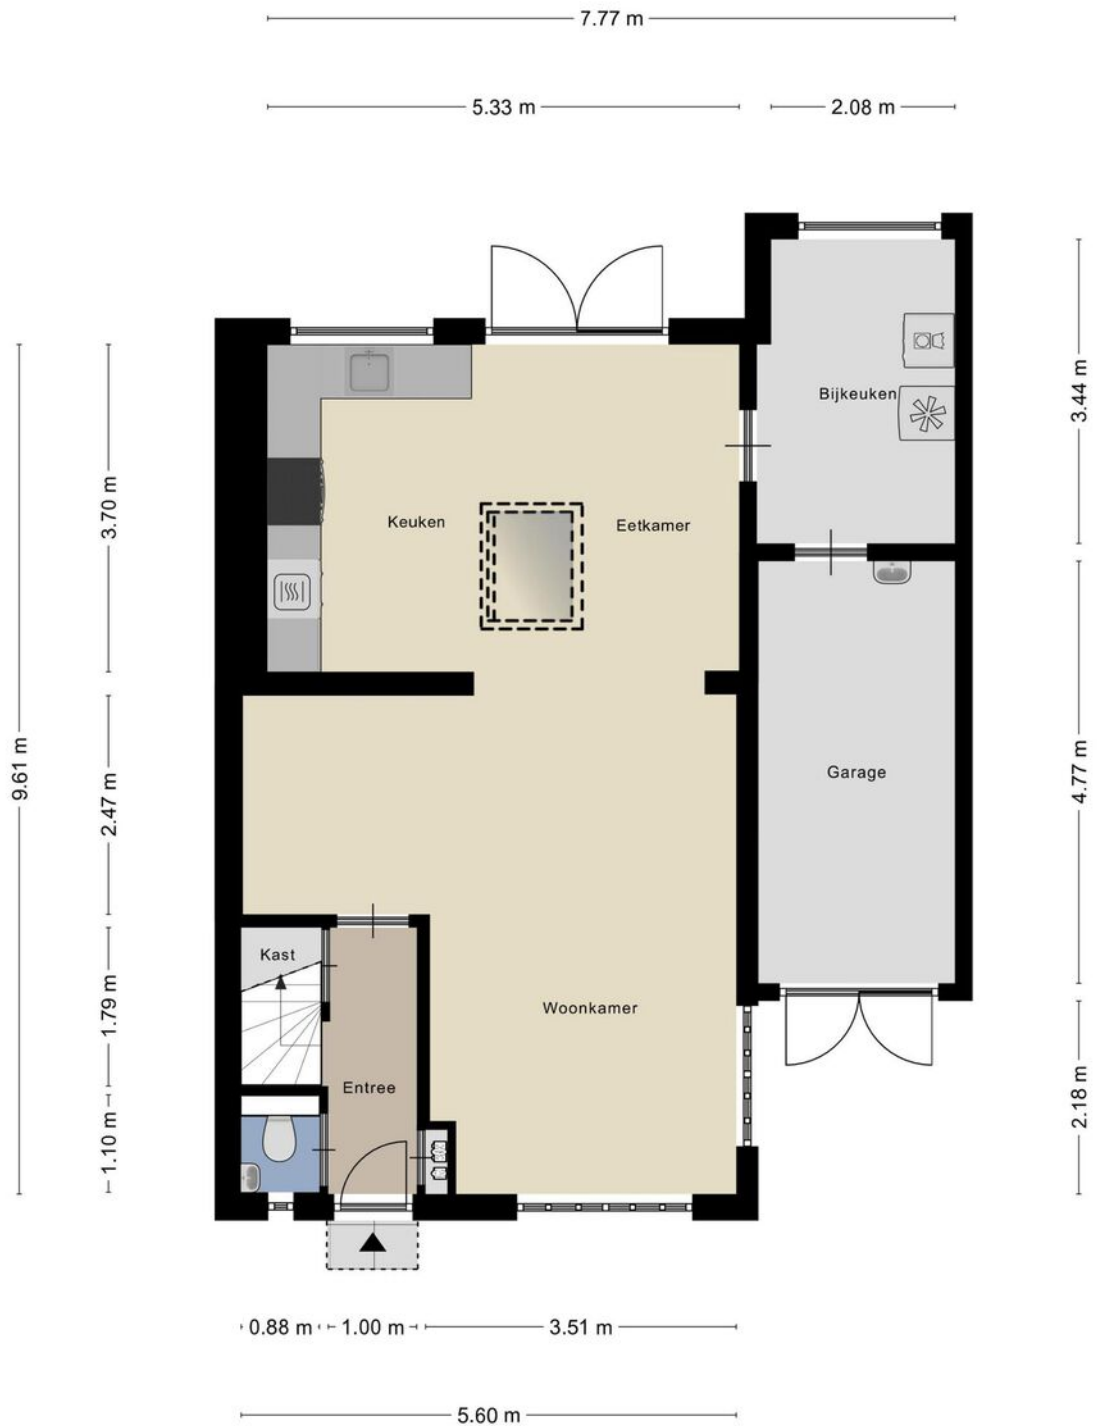 7.77 m
5.33 m
2.08 m
Bijkeuken
3.44 m
3.70 m
Keuken
Eetkamer
9.61 m
2.47 m
Garage
4.77 m
Kast
1.79 m
Woonkamer
Entree
1.10 m
2.18 m
0.88 m
1.00 m
3.51 m
5.60 m